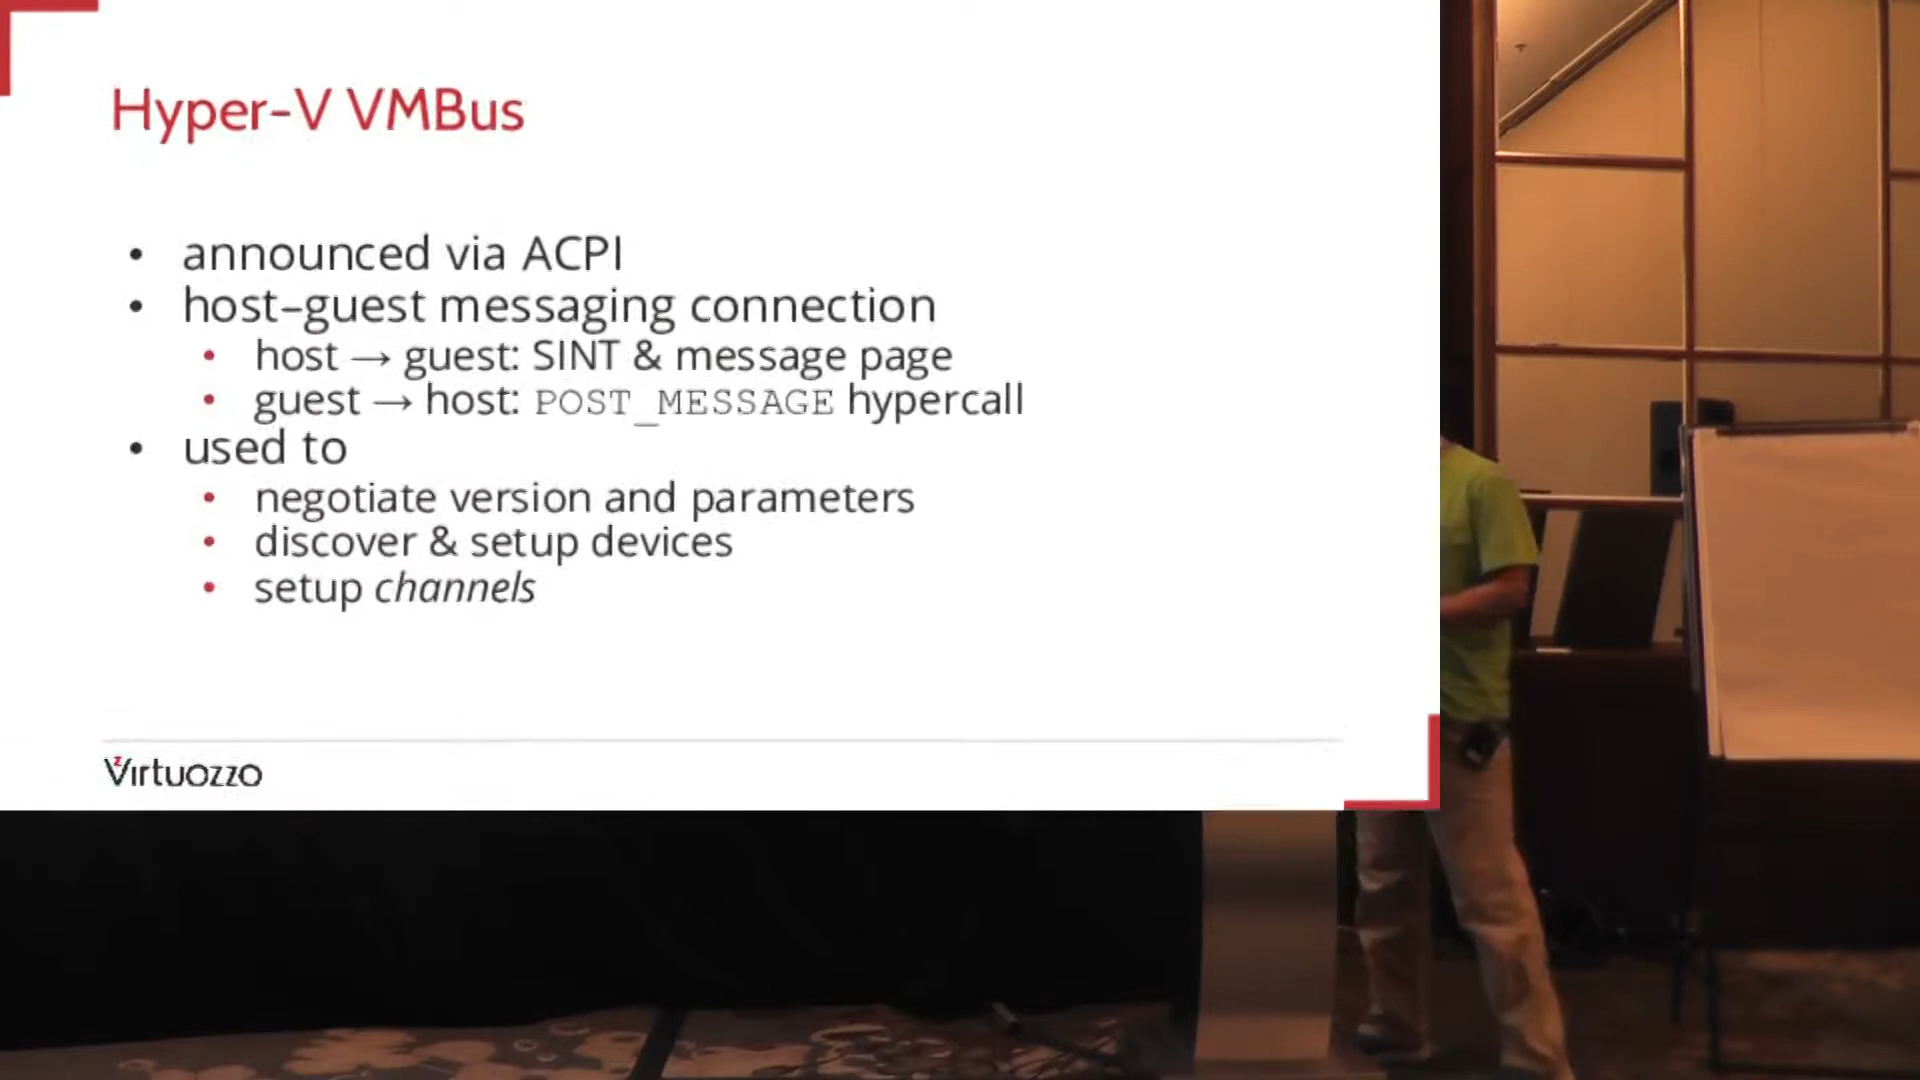 Hyper-V VMBus
• announced via ACPI
• host–guest messaging connection
• host → guest: SINT & message page
• guest → host: POST_MESSAGE hypercall
• used to
• negotiate version and parameters
• discover & setup devices
• setup channels
Virtuozzo